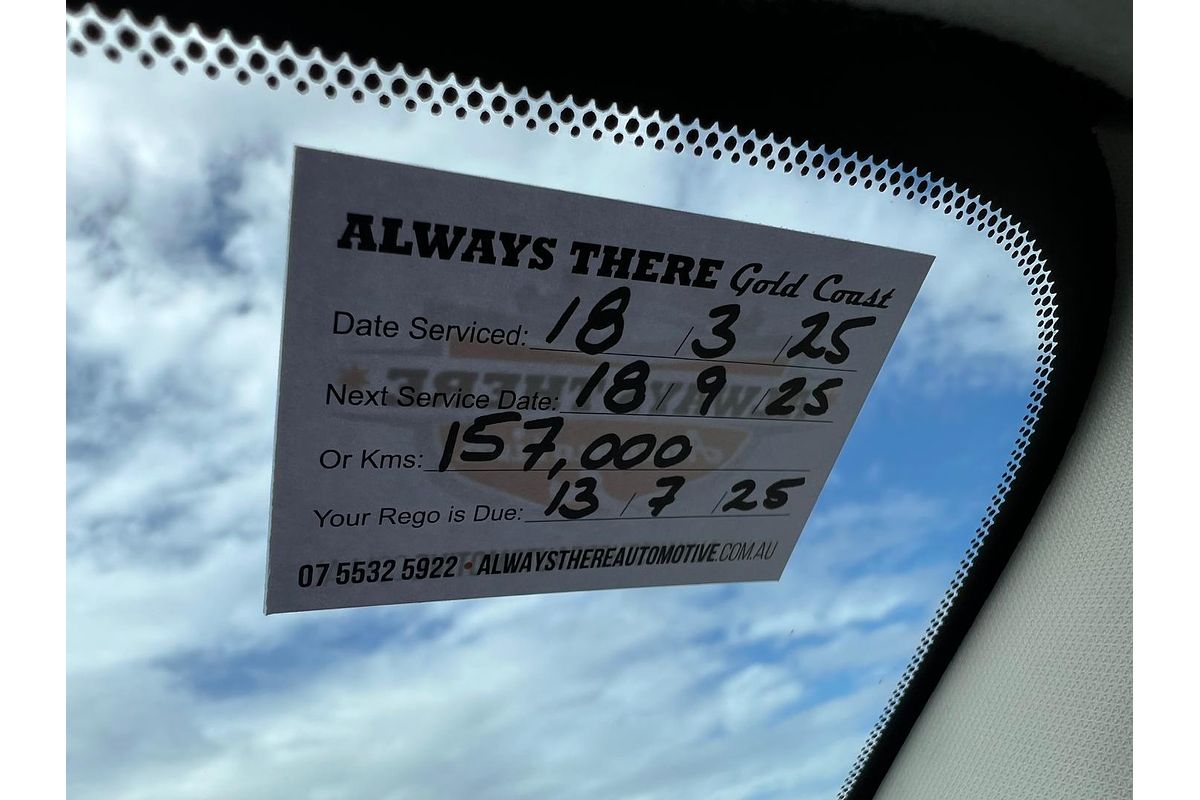 ALWAYS THERE Gold Coast
Date Serviced: 18 / 3 / 25
Next Service Date: 18 / 9 / 25
Or Kms: 157,000
Your Rego is Due: 13 / 7 / 25
07 5532 5922 • ALWAYSTHEREAUTOMOTIVE.COM.AU